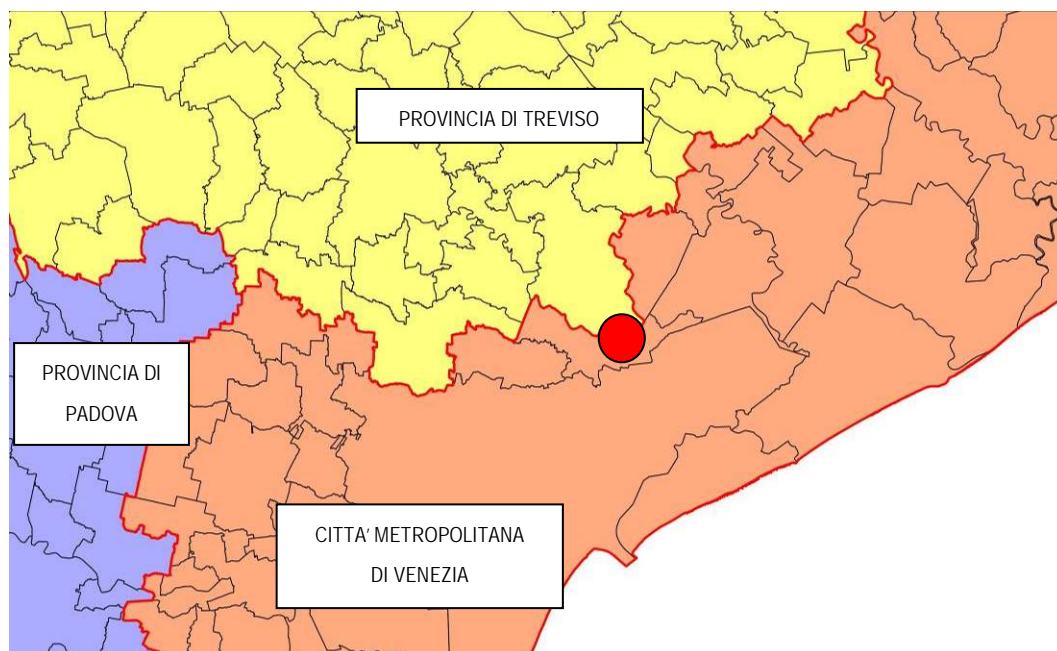 PROVINCIA DI TREVISO
PROVINCIA DI
PADOVA
CITTA' METROPOLITANA
DI VENEZIA